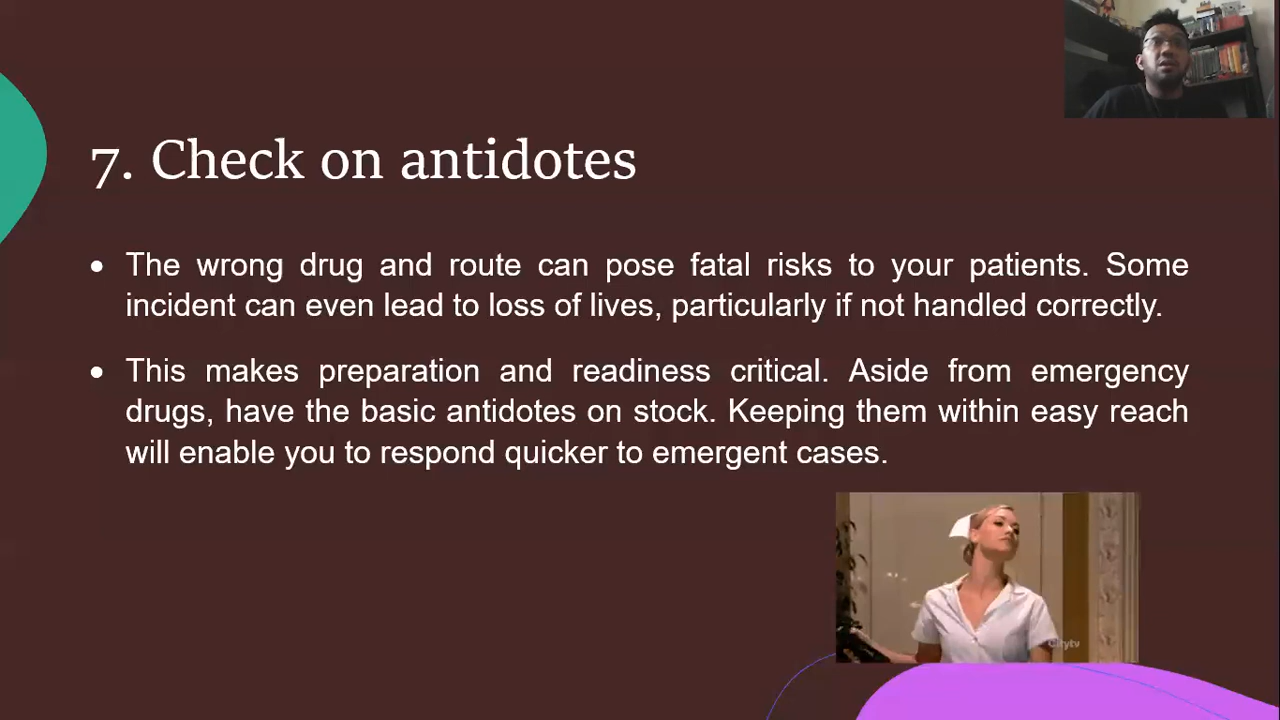 7. Check on antidotes
• The wrong drug and route can pose fatal risks to your patients. Some
incident can even lead to loss of lives, particularly if not handled correctly.
• This makes preparation and readiness critical. Aside from emergency
drugs, have the basic antidotes on stock. Keeping them within easy reach
will enable you to respond quicker to emergent cases.
Citytv